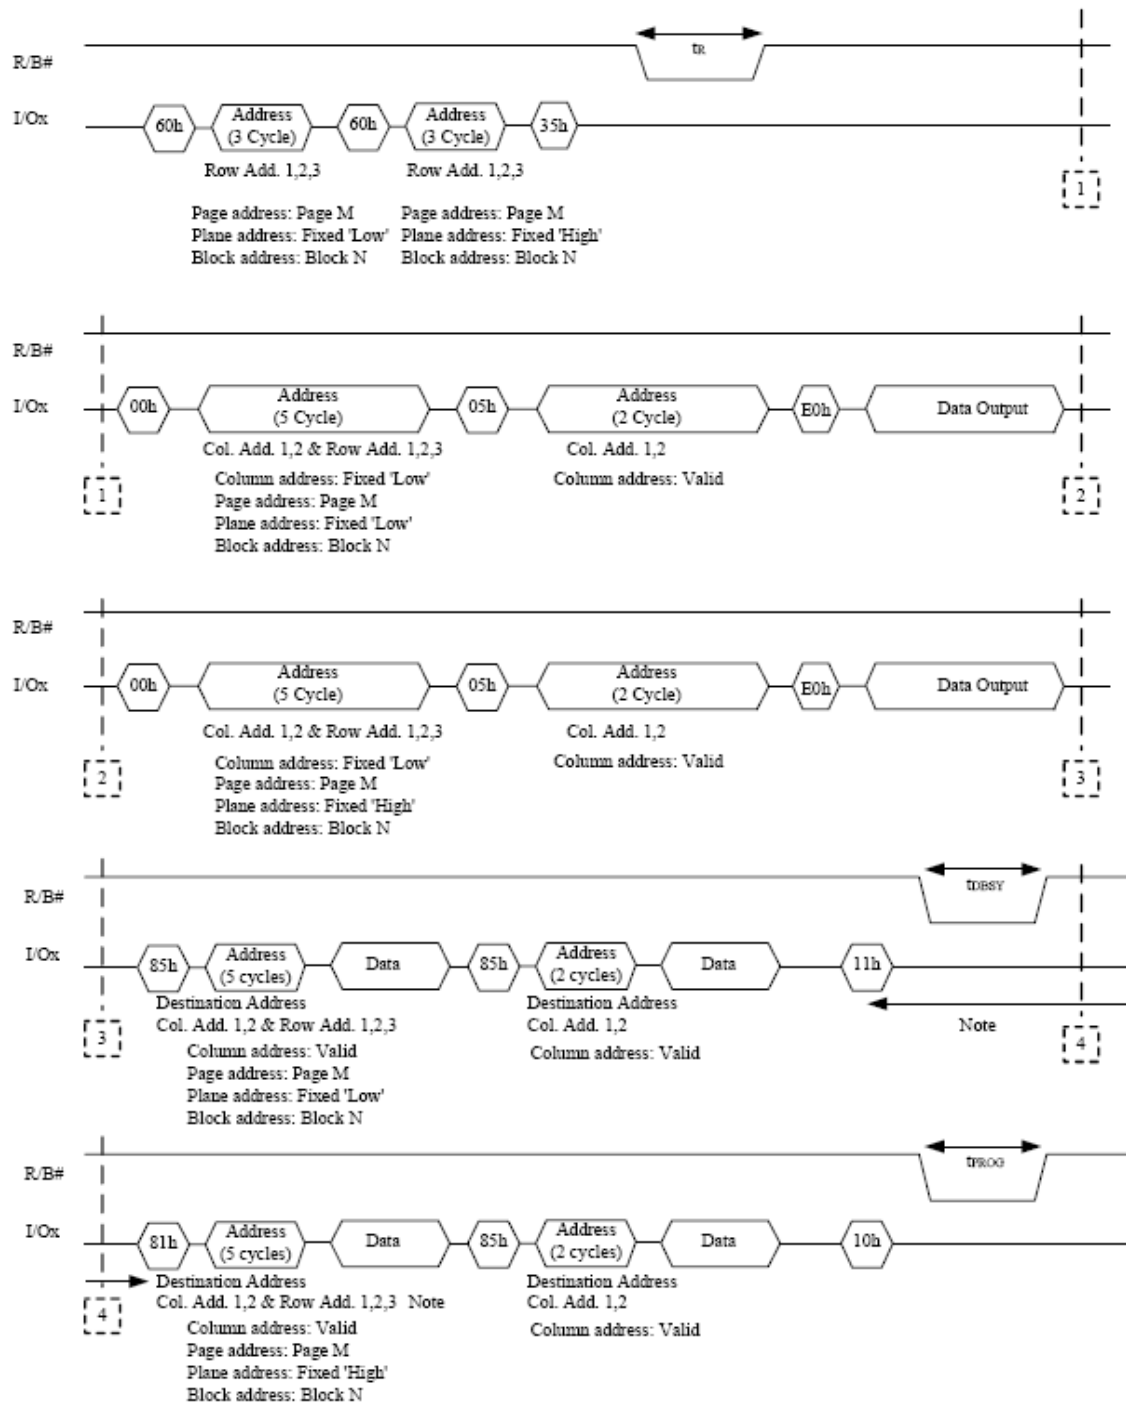 tR
R/B#
I/Ox
60h
Address
(3 Cycle)
60h
Address
(3 Cycle)
35h
Row Add. 1,2,3
Row Add. 1,2,3
1
Page address: Page M
Plane address: Fixed 'Low'
Block address: Block N
Page address: Page M
Plane address: Fixed 'High'
Block address: Block N
R/B#
I/Ox
00h
Address
(5 Cycle)
05h
Address
(2 Cycle)
E0h
Data Output
Col. Add. 1,2 & Row Add. 1,2,3
Col. Add. 1,2
Column address: Fixed 'Low'
Page address: Page M
Plane address: Fixed 'Low'
Block address: Block N
Column address: Valid
1
2
R/B#
I/Ox
00h
Address
(5 Cycle)
05h
Address
(2 Cycle)
E0h
Data Output
Col. Add. 1,2 & Row Add. 1,2,3
Col. Add. 1,2
Column address: Fixed 'Low'
Page address: Page M
Plane address: Fixed 'High'
Block address: Block N
Column address: Valid
2
3
tDBSY
R/B#
I/Ox
85h
Address
(5 cycles)
Data
85h
Address
(2 cycles)
Data
11h
Destination Address
Col. Add. 1,2 & Row Add. 1,2,3
Column address: Valid
Page address: Page M
Plane address: Fixed 'Low'
Block address: Block N
Destination Address
Col. Add. 1,2
Column address: Valid
Note
3
4
tPROG
R/B#
I/Ox
81h
Address
(5 cycles)
Data
85h
Address
(2 cycles)
Data
10h
Destination Address
Col. Add. 1,2 & Row Add. 1,2,3 Note
Column address: Valid
Page address: Page M
Plane address: Fixed 'High'
Block address: Block N
Destination Address
Col. Add. 1,2
Column address: Valid
4